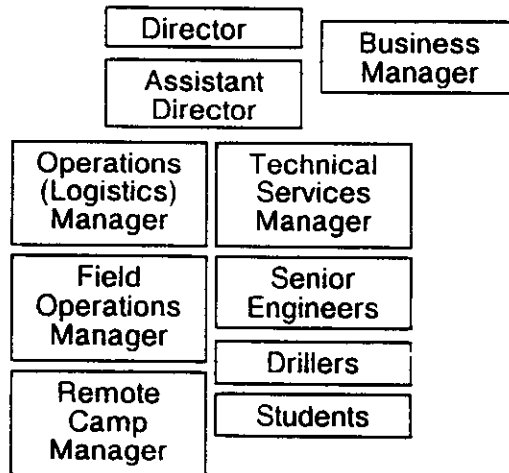 Director
Business
Manager
Assistant
Director
Operations
(Logistics)
Manager
Technical
Services
Manager
Field
Operations
Manager
Senior
Engineers
Drillers
Remote
Camp
Manager
Students